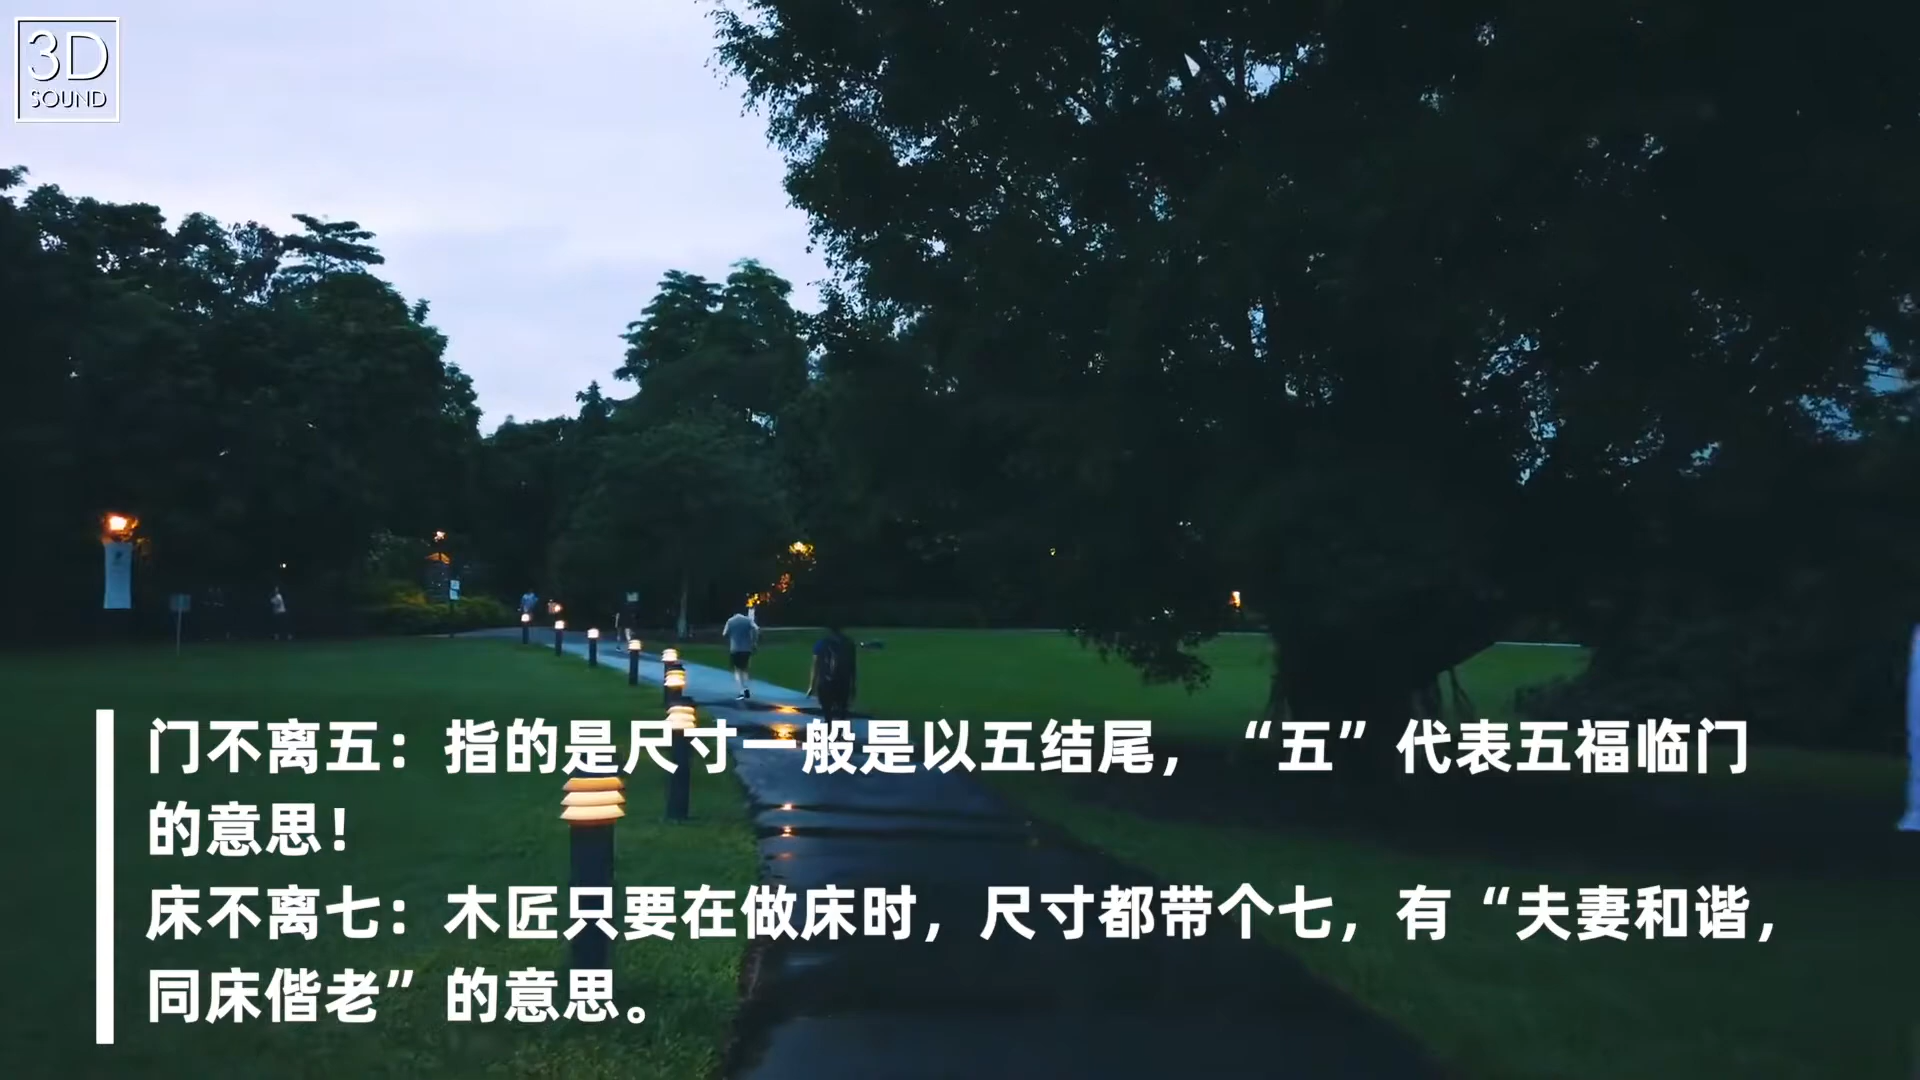 3D
SOUND
门不离五：指的是尺寸一般是以五结尾，“五”代表五福临门
的意思！
床不离七：木匠只要在做床时，尺寸都带个七，有“夫妻和谐，
同床偕老”的意思。